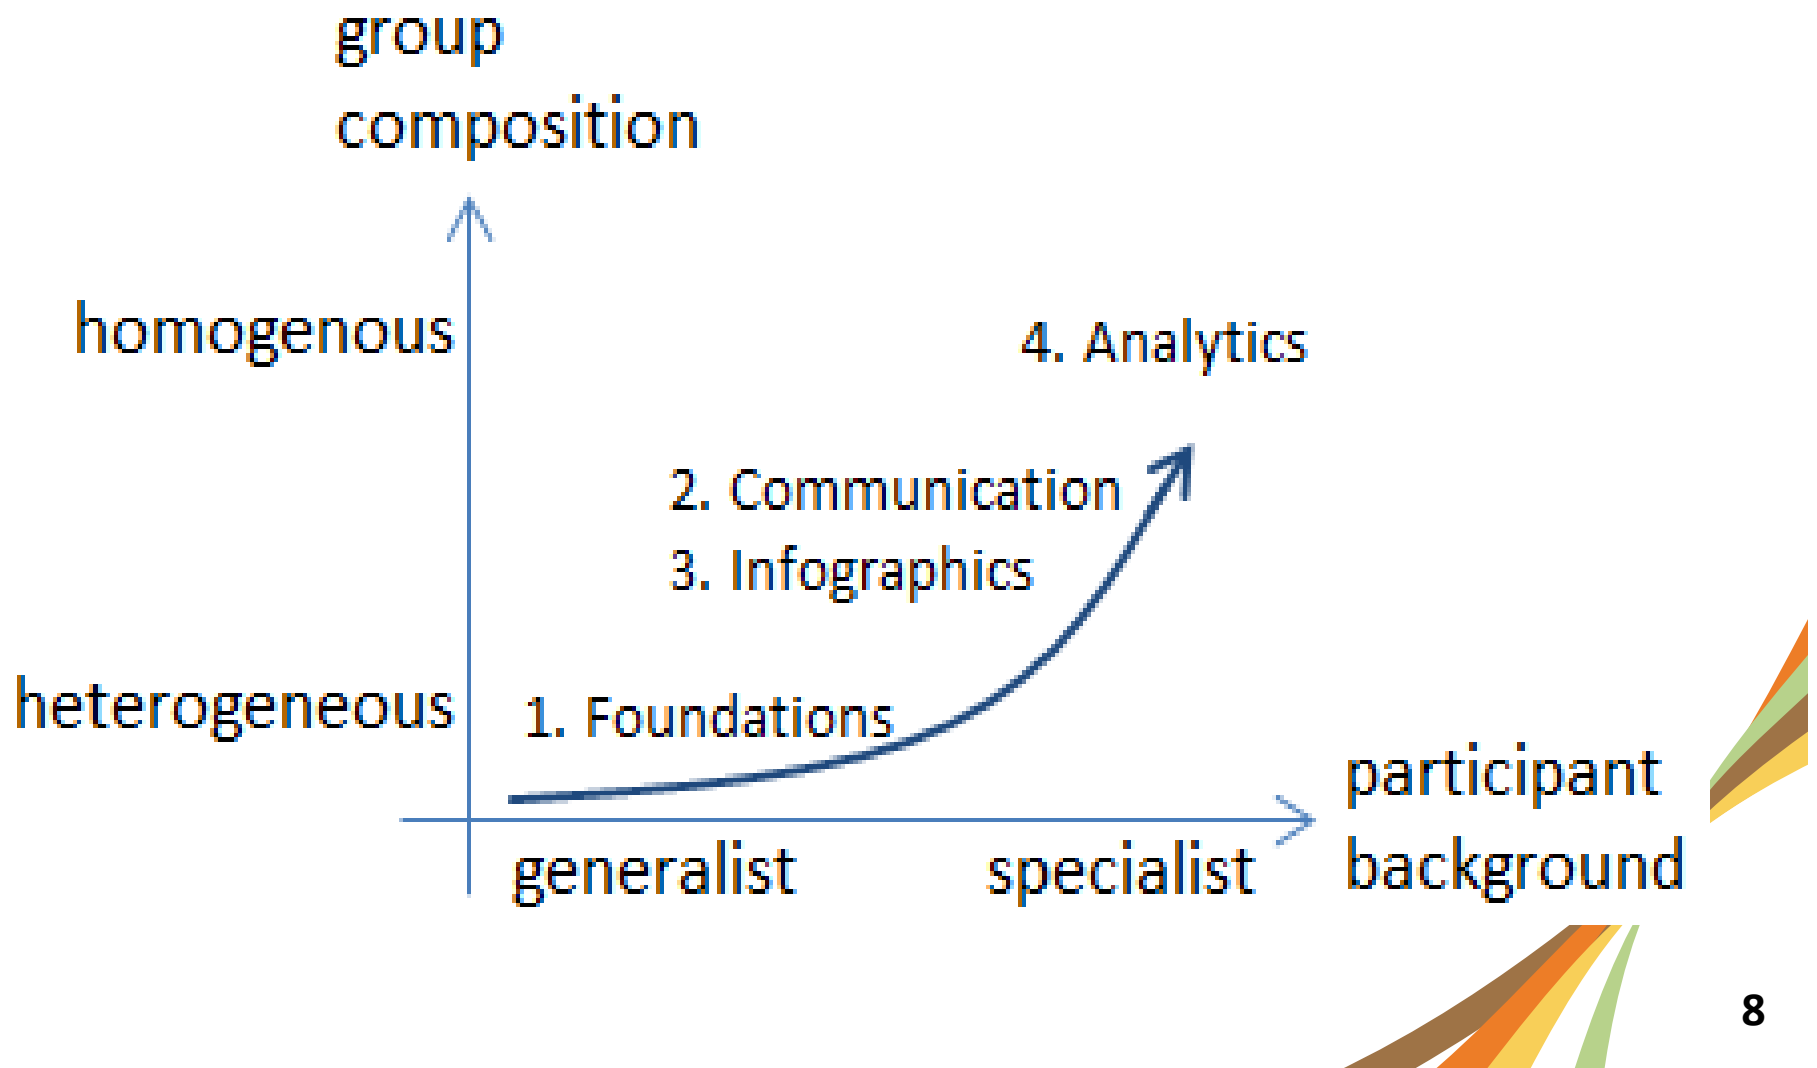 group
composition
homogenous
4. Analytics
2. Communication
3. Infographics
heterogeneous
1. Foundations
participant
background
generalist
specialist
8